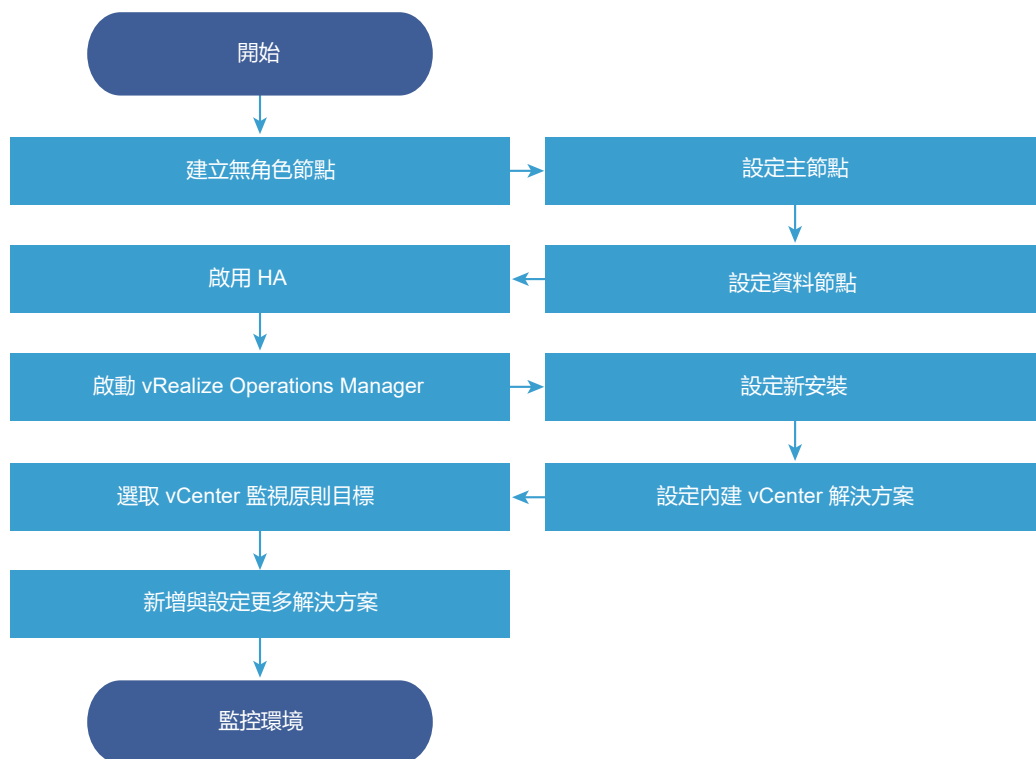 開始
建立無角色節點
設定主節點
設定資料節點
啟用 HA
啟動 vRealize Operations Manager
設定新安裝
設定內建 vCenter 解決方案
選取 vCenter 監視原則目標
新增與設定更多解決方案
監控環境